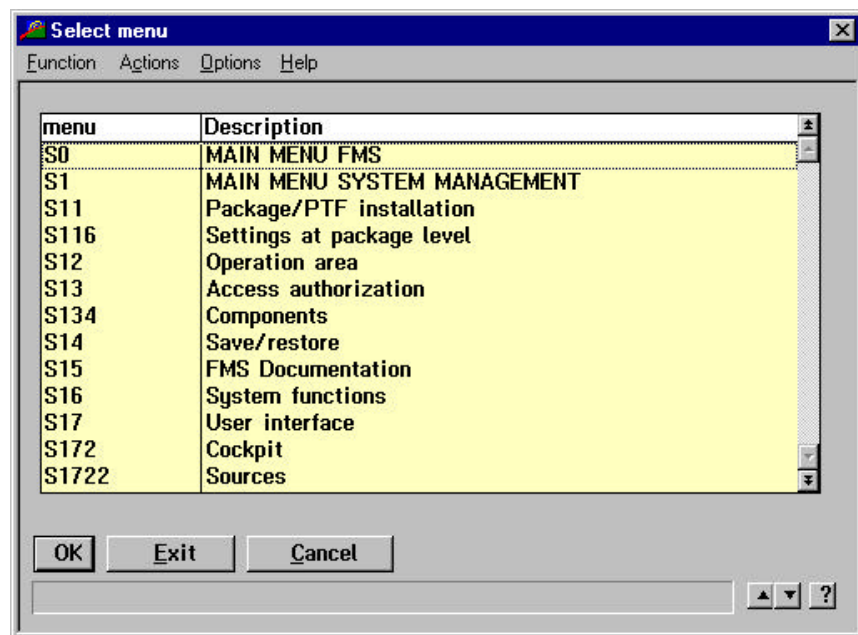 Select menu
Function Actions Options Help
menu Description
S0 MAIN MENU FMS
S1 MAIN MENU SYSTEM MANAGEMENT
S11 Package/PTF installation
S116 Settings at package level
S12 Operation area
S13 Access authorization
S134 Components
S14 Save/restore
S15 FMS Documentation
S16 System functions
S17 User interface
S172 Cockpit
S1722 Sources
OK Exit Cancel
?